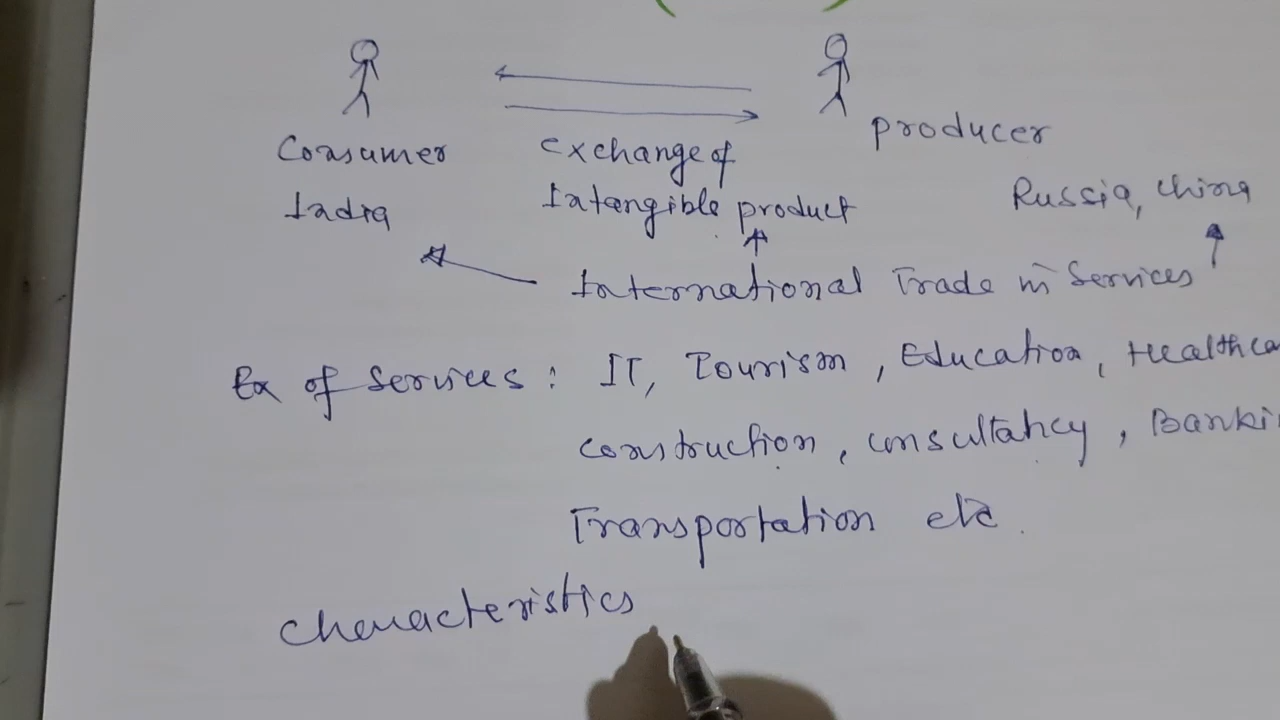 Consumer exchange of producer
India Intangible product Russia, China
International Trade in Services
Ex of services : IT, Tourism, Education, Healthca
construction, consultancy, Banki
Transportation etc.
characteristics